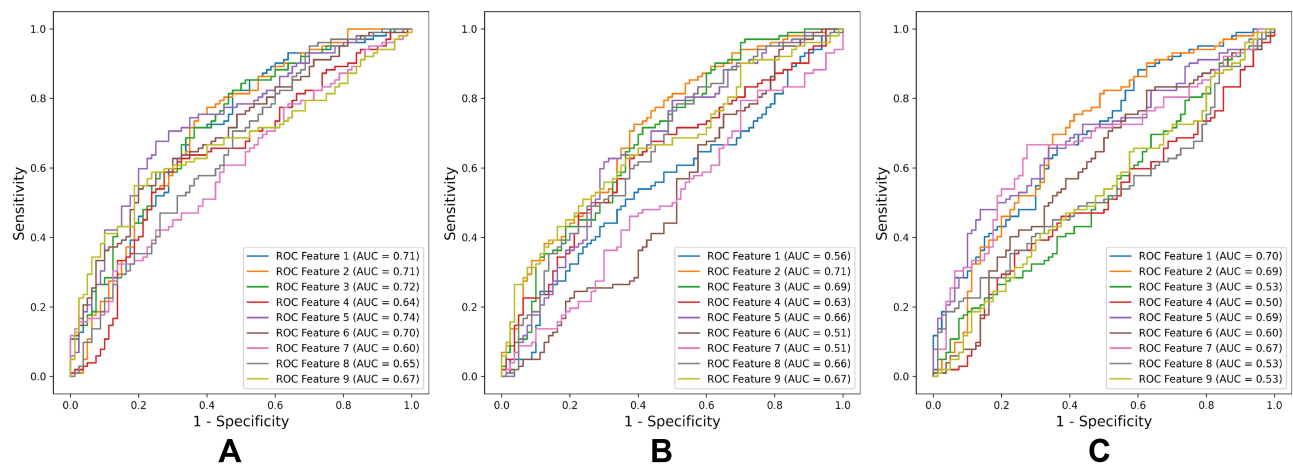 1.0
0.8
0.6
0.4
0.2
0.0
Sensitivity
ROC Feature 1 (AUC = 0.71)
ROC Feature 2 (AUC = 0.71)
ROC Feature 3 (AUC = 0.72)
ROC Feature 4 (AUC = 0.64)
ROC Feature 5 (AUC = 0.74)
ROC Feature 6 (AUC = 0.70)
ROC Feature 7 (AUC = 0.60)
ROC Feature 8 (AUC = 0.65)
ROC Feature 9 (AUC = 0.67)
0.0 0.2 0.4 0.6 0.8 1.0
1 - Specificity
A
1.0
0.8
0.6
0.4
0.2
0.0
Sensitivity
ROC Feature 1 (AUC = 0.56)
ROC Feature 2 (AUC = 0.71)
ROC Feature 3 (AUC = 0.69)
ROC Feature 4 (AUC = 0.63)
ROC Feature 5 (AUC = 0.66)
ROC Feature 6 (AUC = 0.51)
ROC Feature 7 (AUC = 0.51)
ROC Feature 8 (AUC = 0.66)
ROC Feature 9 (AUC = 0.67)
0.0 0.2 0.4 0.6 0.8 1.0
1 - Specificity
B
1.0
0.8
0.6
0.4
0.2
0.0
Sensitivity
ROC Feature 1 (AUC = 0.70)
ROC Feature 2 (AUC = 0.69)
ROC Feature 3 (AUC = 0.53)
ROC Feature 4 (AUC = 0.50)
ROC Feature 5 (AUC = 0.69)
ROC Feature 6 (AUC = 0.60)
ROC Feature 7 (AUC = 0.67)
ROC Feature 8 (AUC = 0.53)
ROC Feature 9 (AUC = 0.53)
0.0 0.2 0.4 0.6 0.8 1.0
1 - Specificity
C